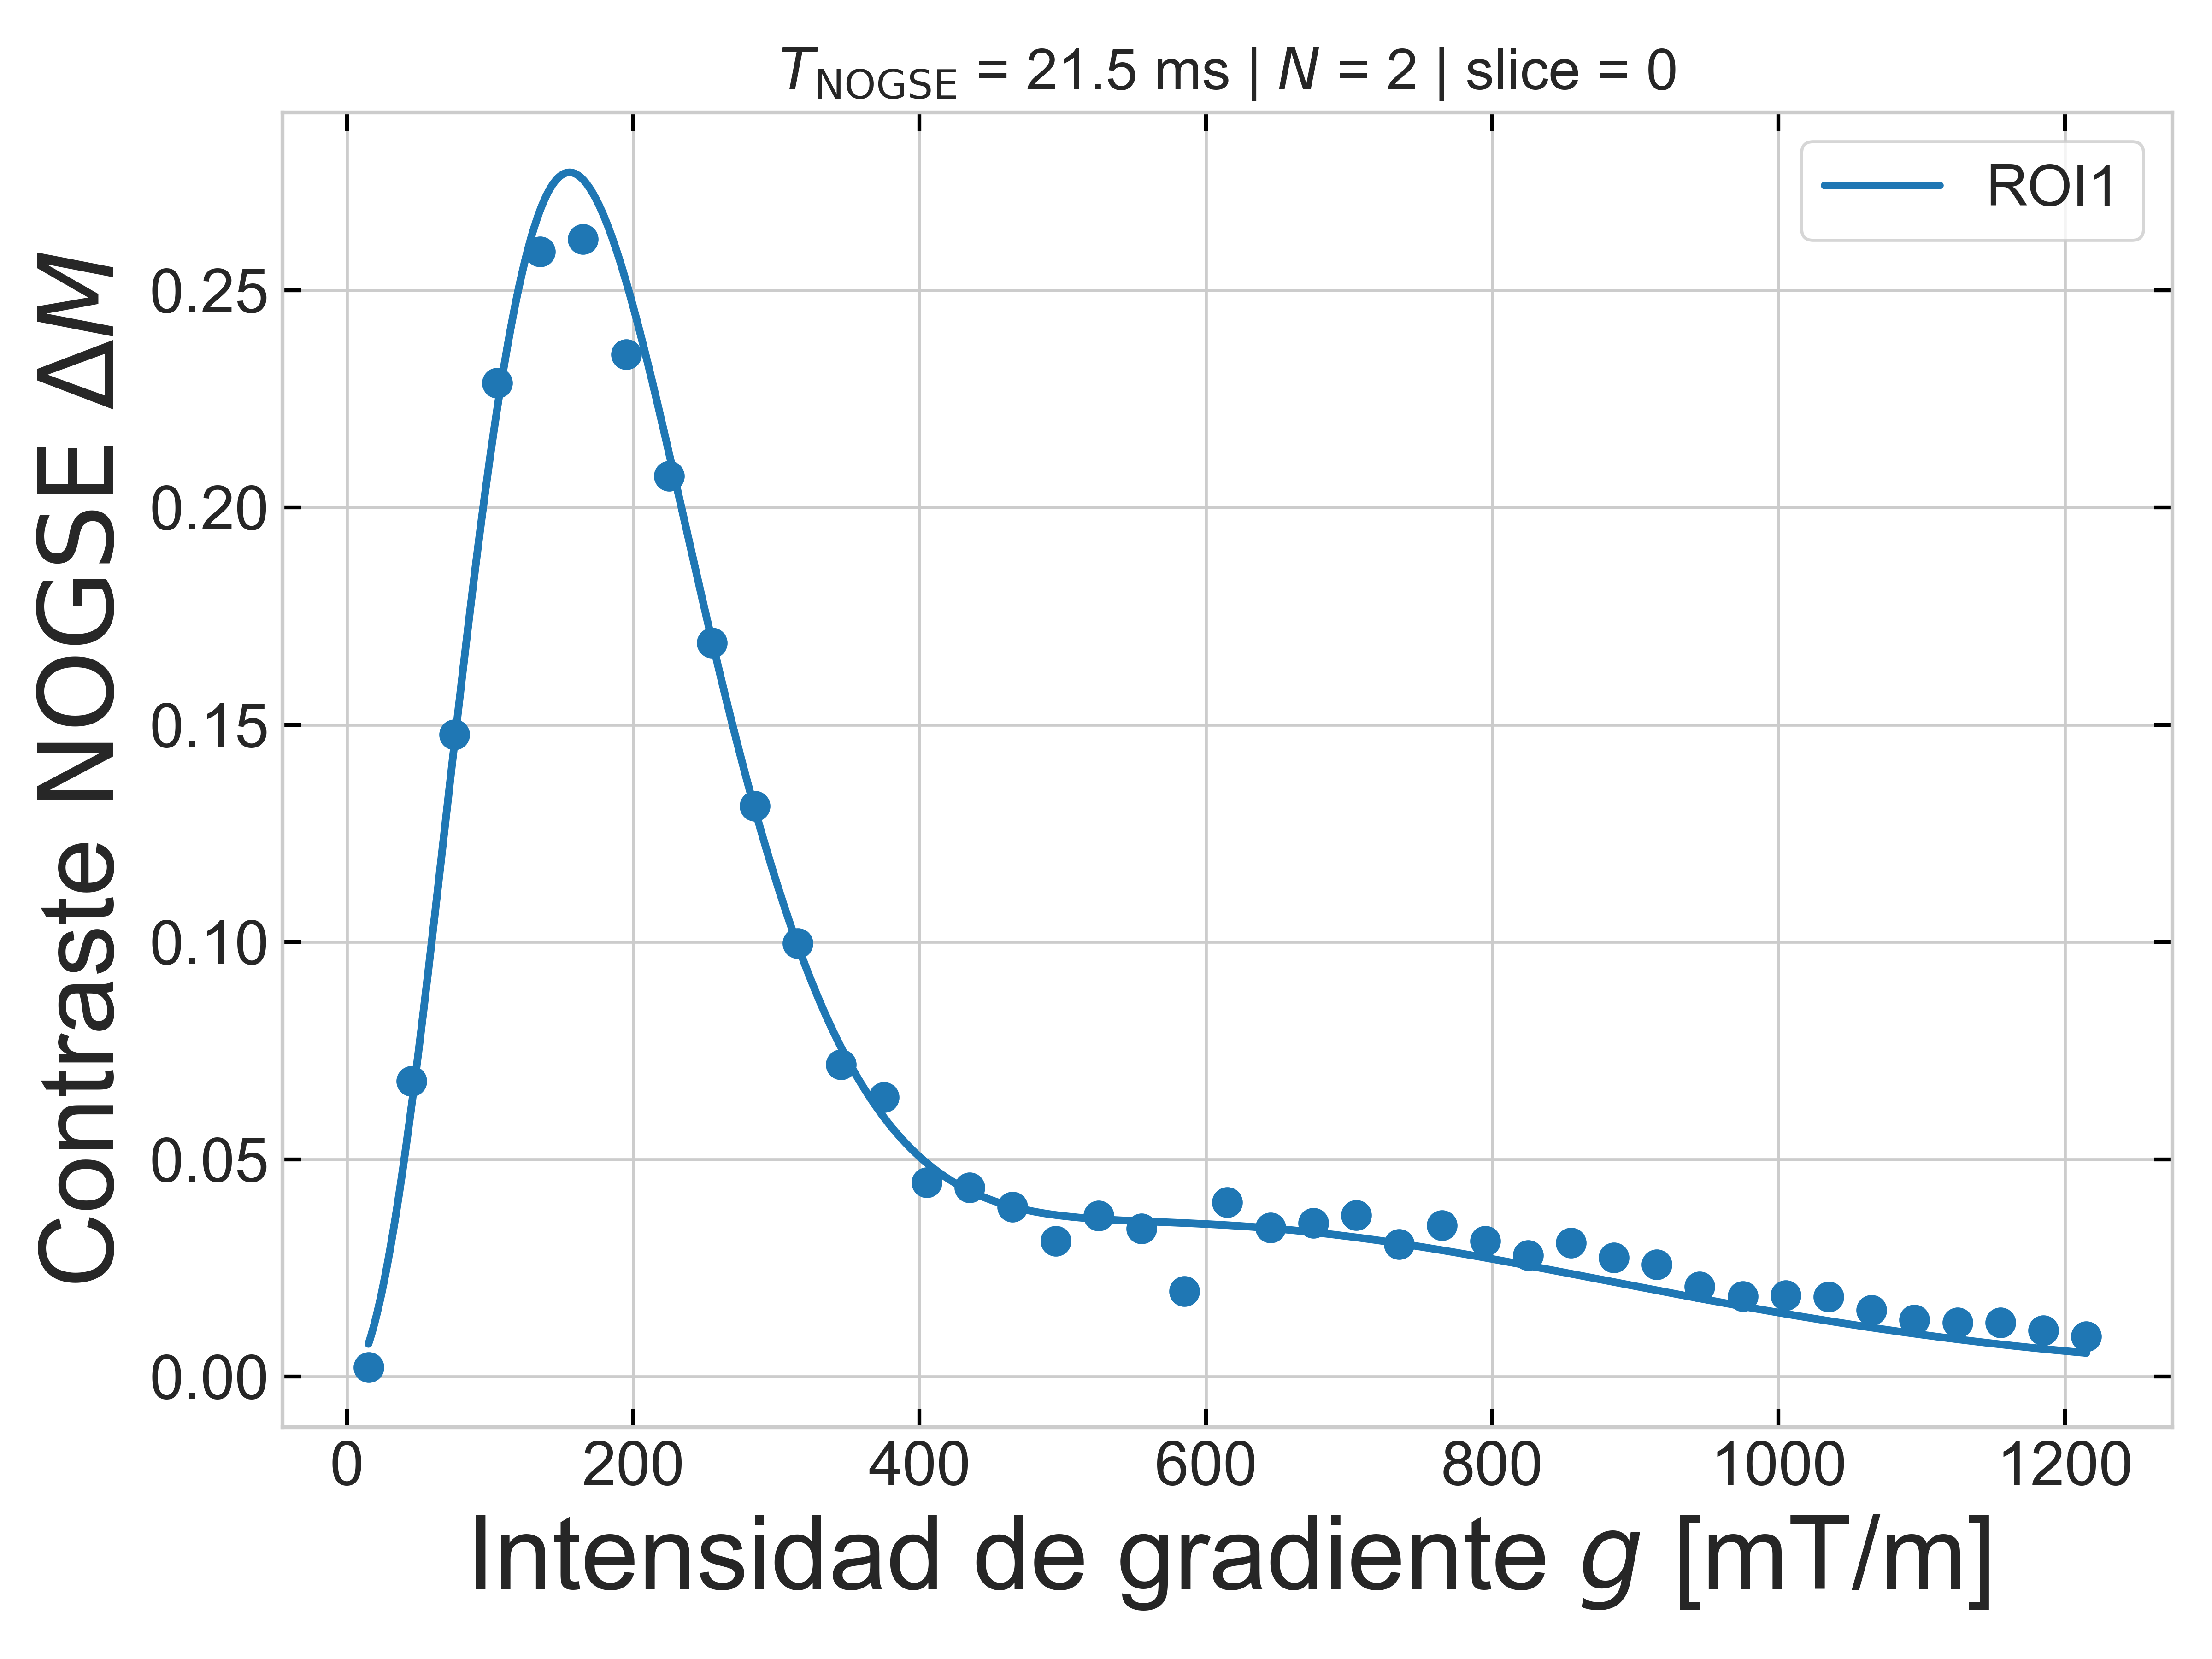 T_NOGSE = 21.5 ms | N = 2 | slice = 0
ROI1
Contraste NOGSE ΔM
0.25
0.20
0.15
0.10
0.05
0.00
0 200 400 600 800 1000 1200
Intensidad de gradiente g [mT/m]